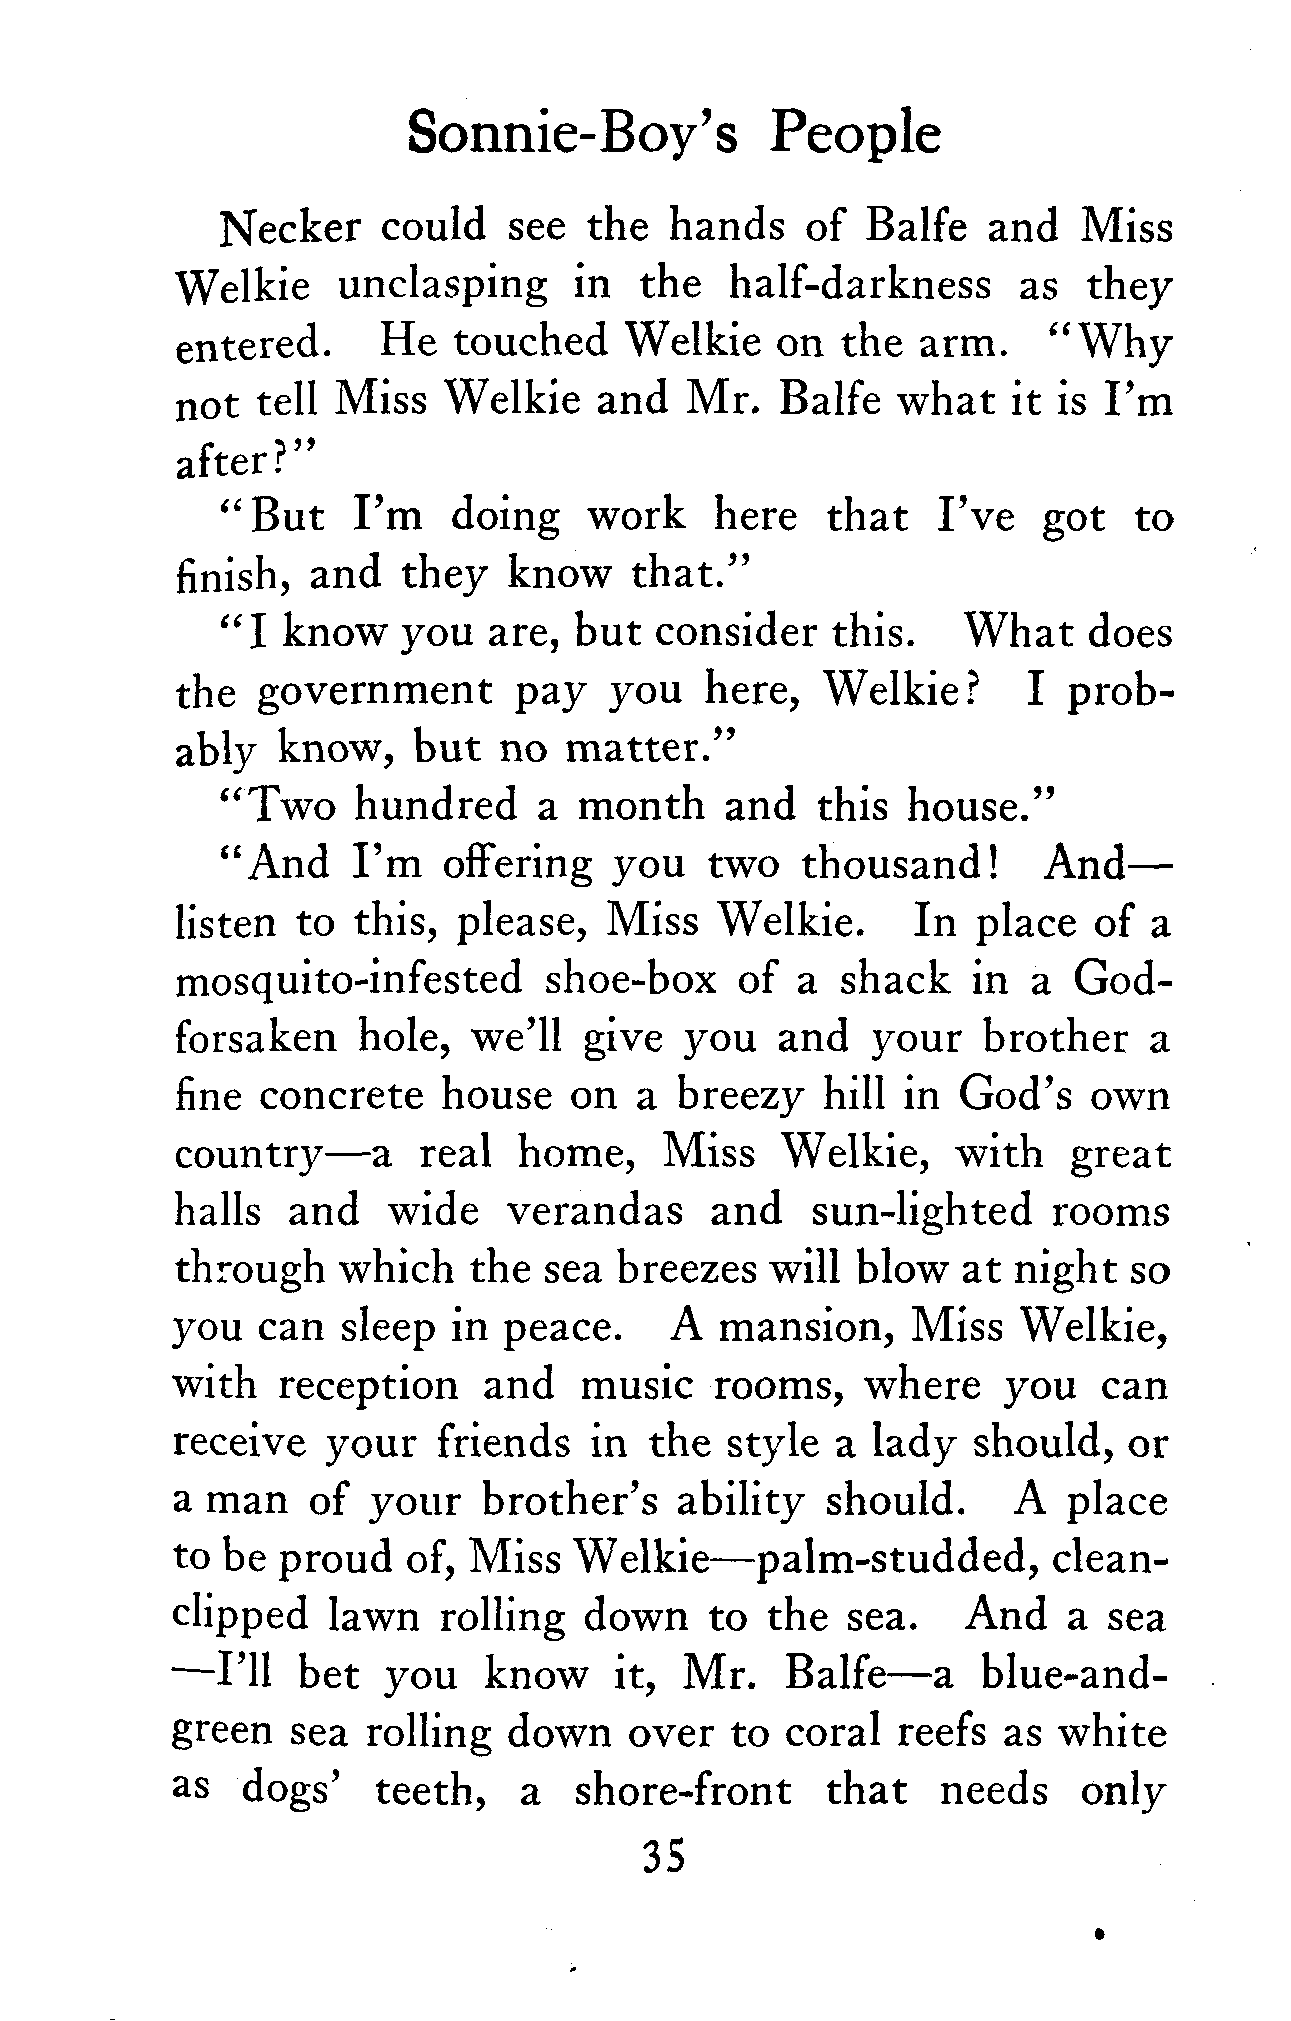 Sonnie-Boy's People
Necker could see the hands of Balfe and Miss
Welkie unclasping in the half-darkness as they
entered. He touched Welkie on the arm. "Why
not tell Miss Welkie and Mr. Balfe what it is I'm
after?"
"But I'm doing work here that I've got to
finish, and they know that."
"I know you are, but consider this. What does
the government pay you here, Welkie? I prob-
ably know, but no matter."
"Two hundred a month and this house."
"And I'm offering you two thousand! And—
listen to this, please, Miss Welkie. In place of a
mosquito-infested shoe-box of a shack in a God-
forsaken hole, we'll give you and your brother a
fine concrete house on a breezy hill in God's own
country—a real home, Miss Welkie, with great
halls and wide verandas and sun-lighted rooms
through which the sea breezes will blow at night so
you can sleep in peace. A mansion, Miss Welkie,
with reception and music rooms, where you can
receive your friends in the style a lady should, or
a man of your brother's ability should. A place
to be proud of, Miss Welkie—palm-studded, clean-
clipped lawn rolling down to the sea. And a sea
—I'll bet you know it, Mr. Balfe—a blue-and-
green sea rolling down over to coral reefs as white
as dogs' teeth, a shore-front that needs only
35